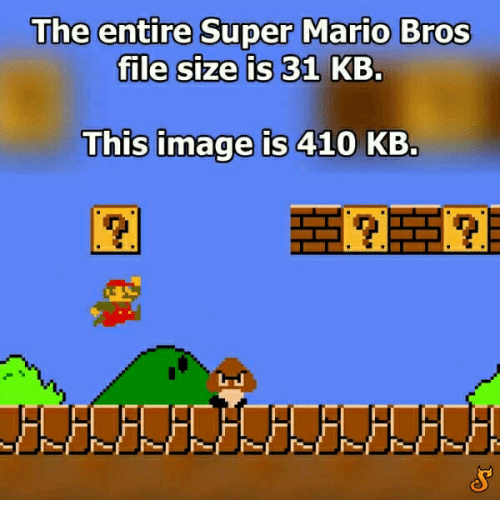 The entire Super Mario Bros
file size is 31 KB.
This image is 410 KB.
? ? ?